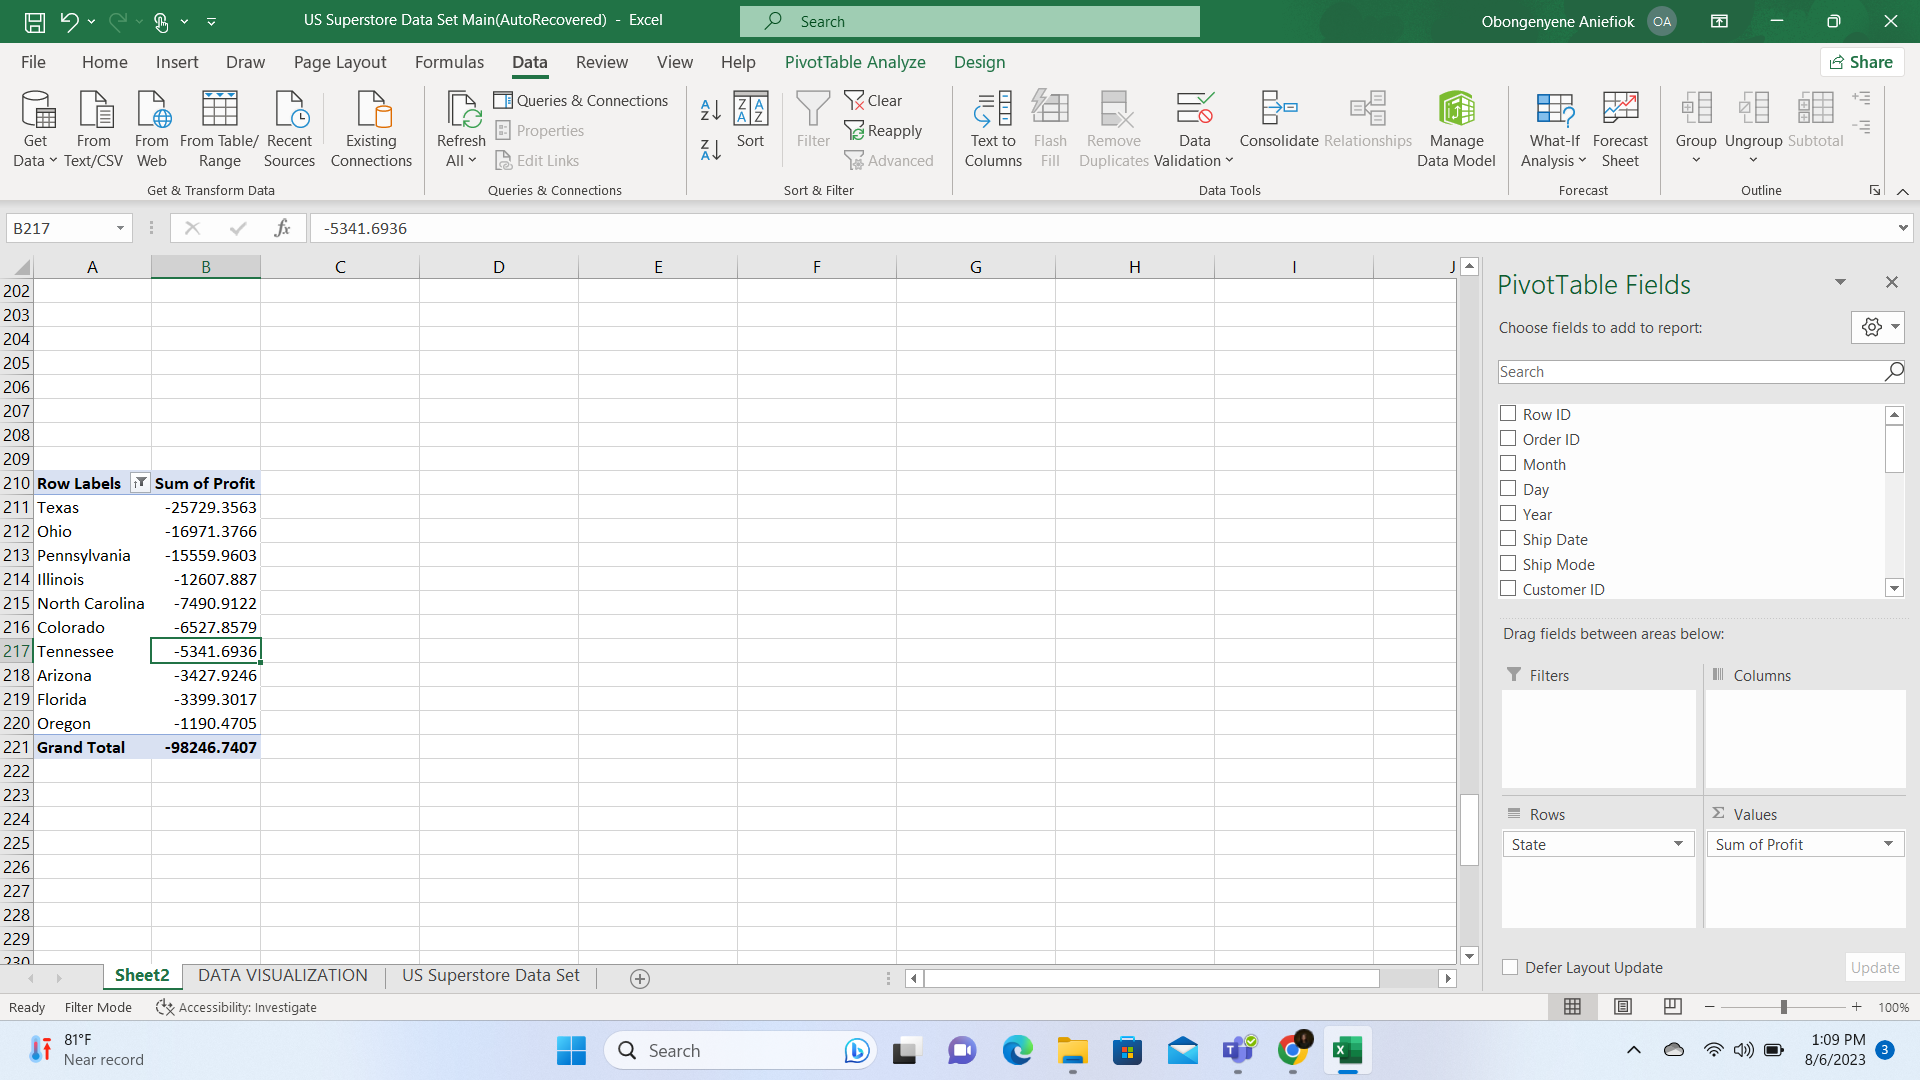 US Superstore Data Set Main(AutoRecovered) - Excel
Search
Obongenyene Aniefiok
OA
File Home Insert Draw Page Layout Formulas Data Review View Help PivotTable Analyze Design
Share
Get Data
From Text/CSV
From Web
From Table/ Range
Recent Sources
Existing Connections
Get & Transform Data
Refresh All
Queries & Connections
Properties
Edit Links
Queries & Connections
Sort
Filter
Clear
Reapply
Advanced
Sort & Filter
Text to Columns
Flash Fill
Remove Duplicates
Data Validation
Consolidate
Relationships
Manage Data Model
Data Tools
What-If Analysis
Forecast Sheet
Forecast
Group
Ungroup
Subtotal
Outline
B217
fx
-5341.6936
A B C D E F G H I J
202
203
204
205
206
207
208
209
210 Row Labels Sum of Profit
211 Texas -25729.3563
212 Ohio -16971.3766
213 Pennsylvania -15559.9603
214 Illinois -12607.887
215 North Carolina -7490.9122
216 Colorado -6527.8579
217 Tennessee -5341.6936
218 Arizona -3427.9246
219 Florida -3399.3017
220 Oregon -1190.4705
221 Grand Total -98246.7407
222
223
224
225
226
227
228
229
230
PivotTable Fields
Choose fields to add to report:
Search
Row ID
Order ID
Month
Day
Year
Ship Date
Ship Mode
Customer ID
Drag fields between areas below:
Filters
Columns
Rows
Values
State
Sum of Profit
Defer Layout Update
Update
Sheet2 DATA VISUALIZATION US Superstore Data Set
Ready Filter Mode Accessibility: Investigate
100%
81°F
Near record
Search
1:09 PM
8/6/2023
3